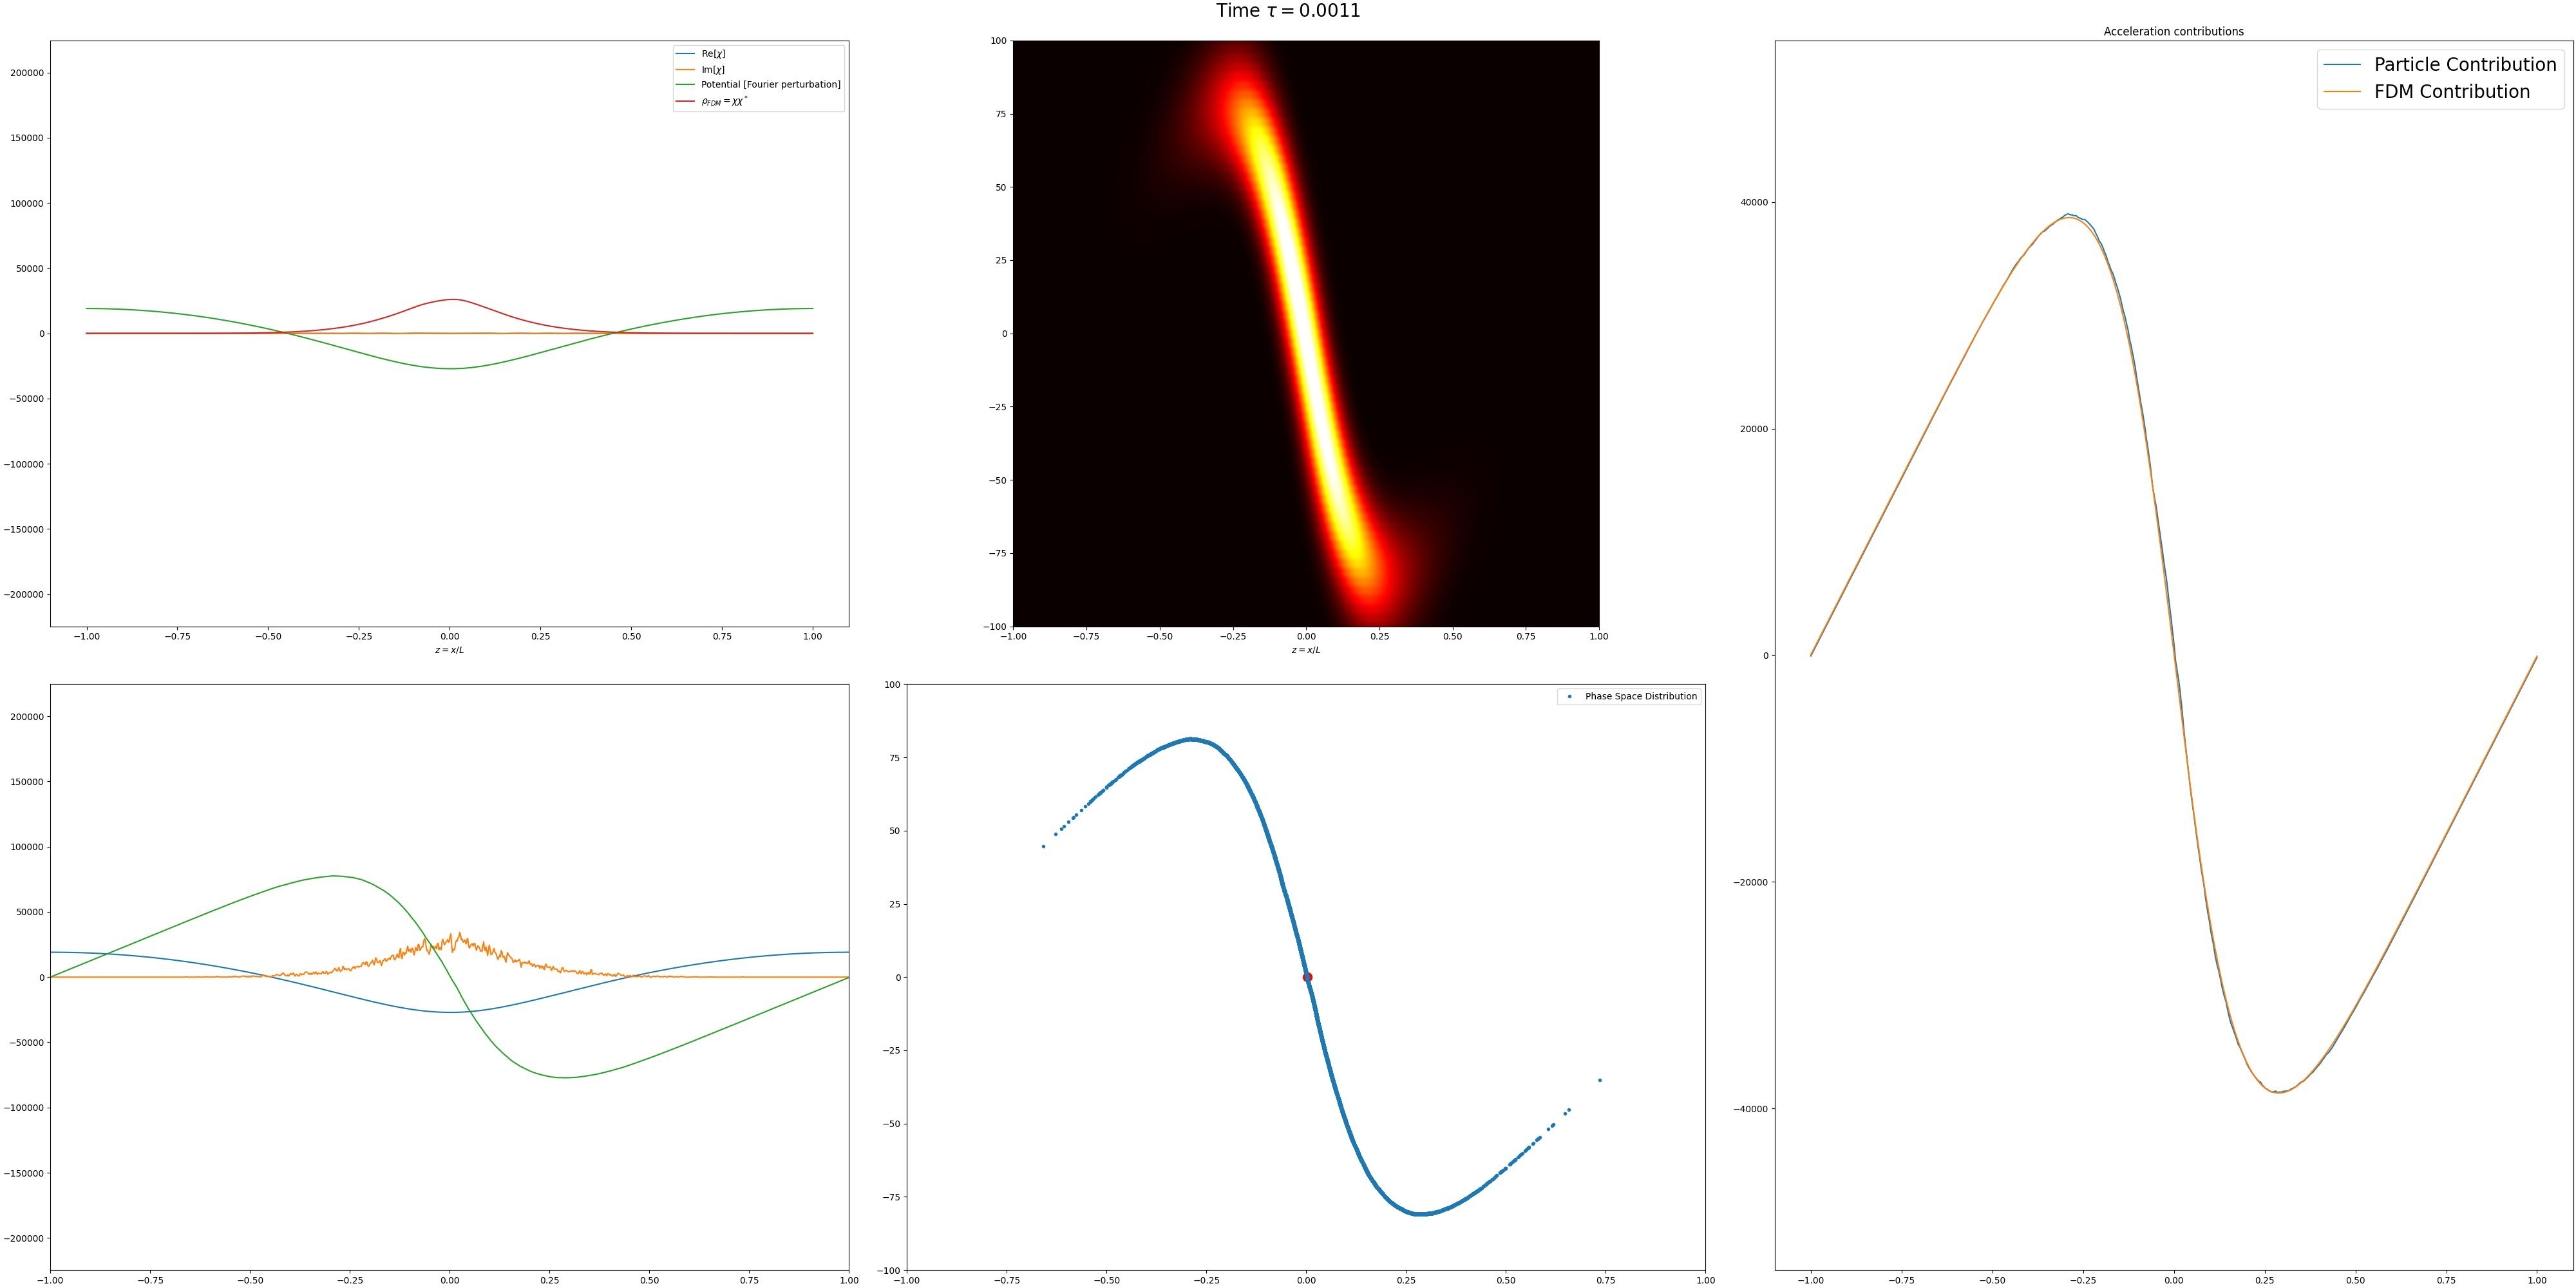 Time τ = 0.0011
Re[χ]
Im[χ]
Potential [Fourier perturbation]
ρ_FDM = χχ*
200000
150000
100000
50000
0
−50000
−100000
−150000
−200000
−1.00 −0.75 −0.50 −0.25 0.00 0.25 0.50 0.75 1.00
z = x/L
100
75
50
25
0
−25
−50
−75
−100
−1.00 −0.75 −0.50 −0.25 0.00 0.25 0.50 0.75 1.00
z = x/L
Acceleration contributions
Particle Contribution
FDM Contribution
40000
20000
0
−20000
−40000
−1.00 −0.75 −0.50 −0.25 0.00 0.25 0.50 0.75 1.00
200000
150000
100000
50000
0
−50000
−100000
−150000
−200000
−1.00 −0.75 −0.50 −0.25 0.00 0.25 0.50 0.75 1.00
Phase Space Distribution
100
75
50
25
0
−25
−50
−75
−100
−1.00 −0.75 −0.50 −0.25 0.00 0.25 0.50 0.75 1.00